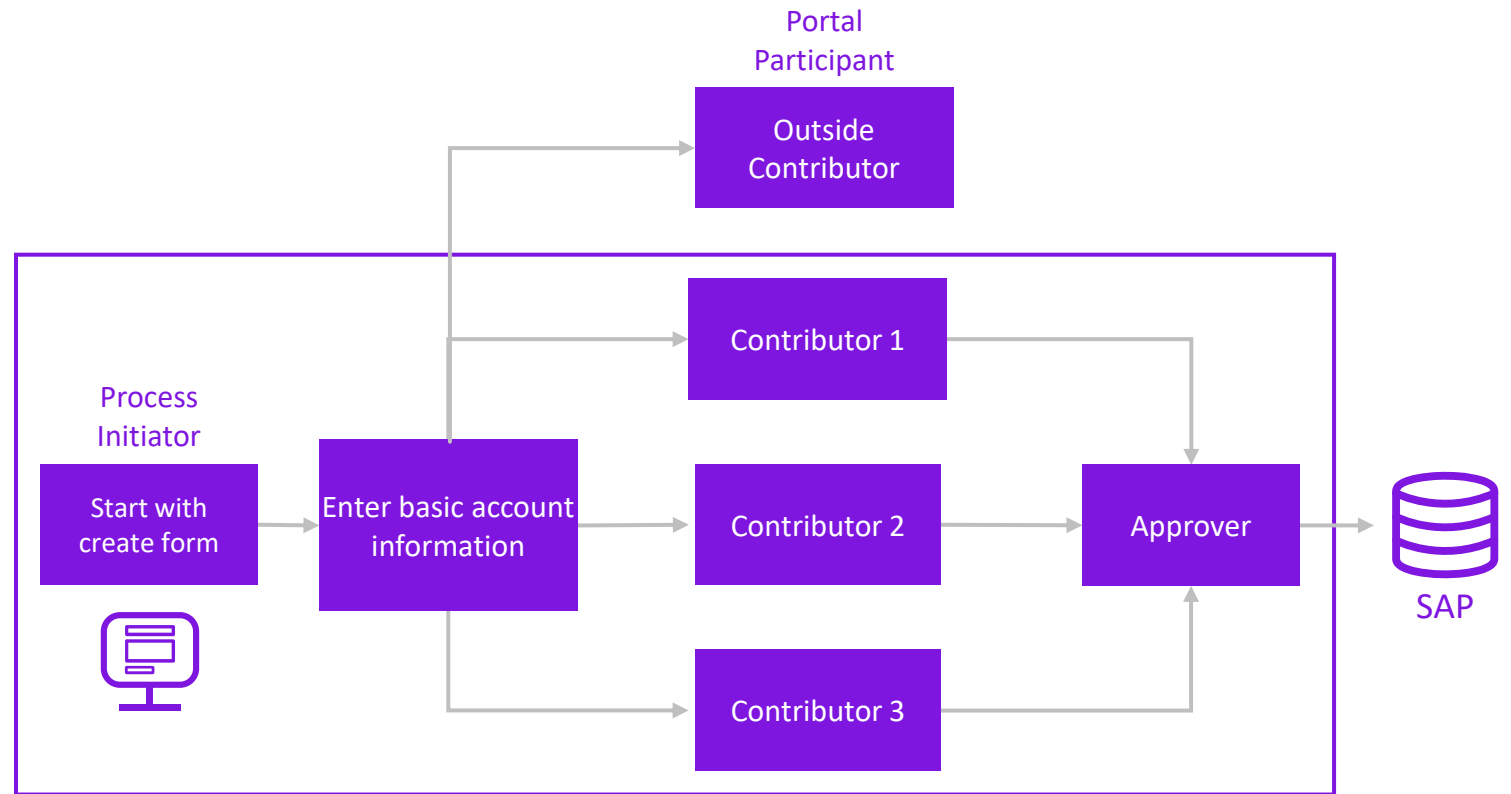 Portal
Participant
Outside
Contributor
Contributor 1
Process
Initiator
Start with
create form
Enter basic account
information
Contributor 2
Approver
SAP
Contributor 3